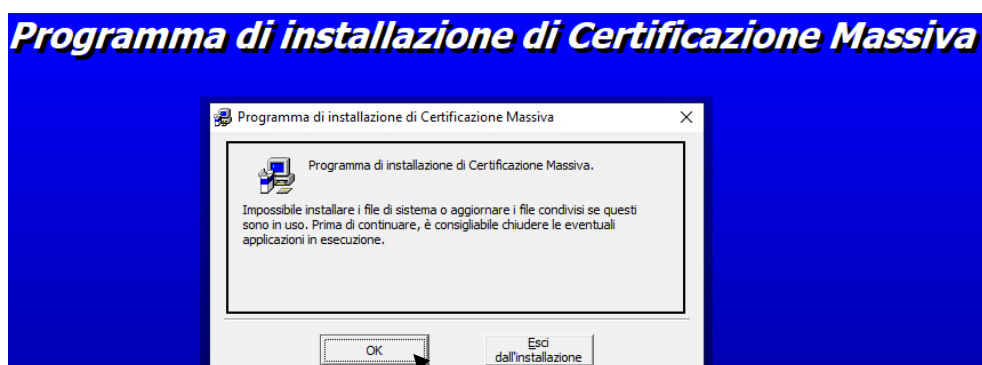 Programma di installazione di Certificazione Massiva
Programma di installazione di Certificazione Massiva
Programma di installazione di Certificazione Massiva.
Impossibile installare i file di sistema o aggiornare i file condivisi se questi
sono in uso. Prima di continuare, è consigliabile chiudere le eventuali
applicazioni in esecuzione.
OK
Esci
dall'installazione